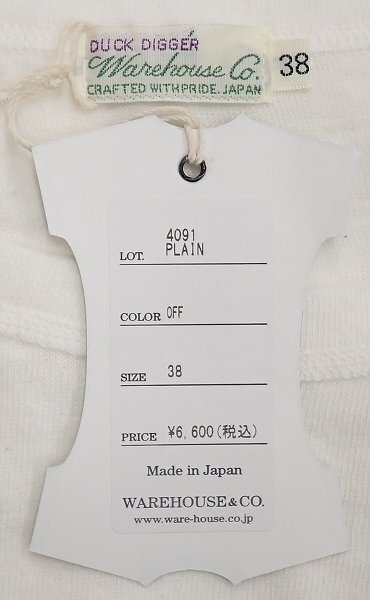 DUCK DIGGER
Warehouse Co.
CRAFTED WITH PRIDE, JAPAN
38
4091
LOT. PLAIN
COLOR OFF
SIZE 38
PRICE ¥6,600(税込)
Made in Japan
WAREHOUSE & CO.
www.ware-house.co.jp